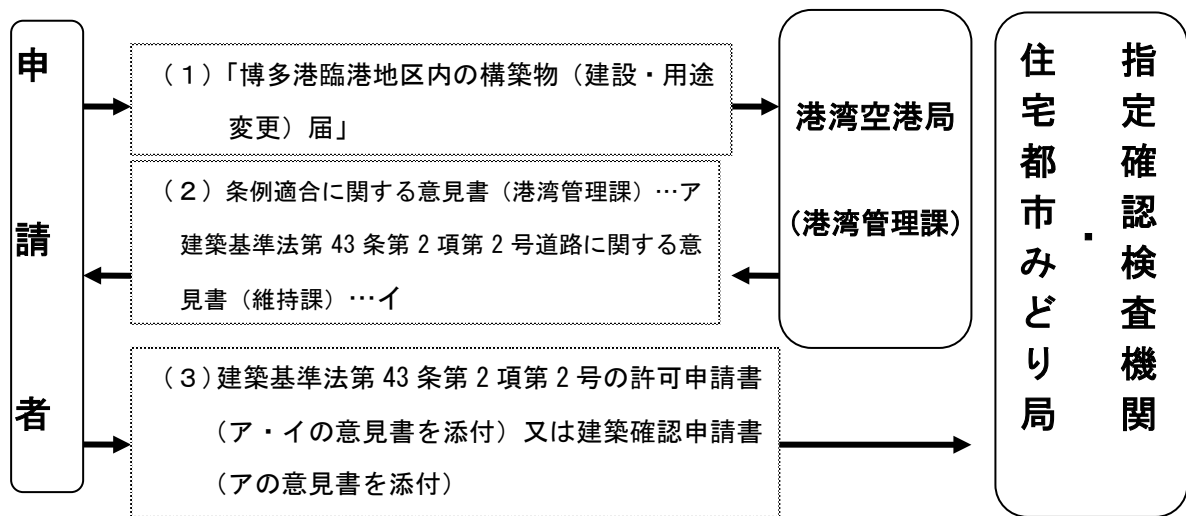 申請者
（１）「博多港臨港地区内の構築物（建設・用途
変更）届」
（２）条例適合に関する意見書（港湾管理課）…ア
建築基準法第 43 条第 2 項第 2 号道路に関する意
見書（維持課）…イ
（３）建築基準法第 43 条第 2 項第 2 号の許可申請書
（ア・イの意見書を添付）又は建築確認申請書
（アの意見書を添付）
港湾空港局
（港湾管理課）
指定確認検査機関
・
住宅都市みどり局